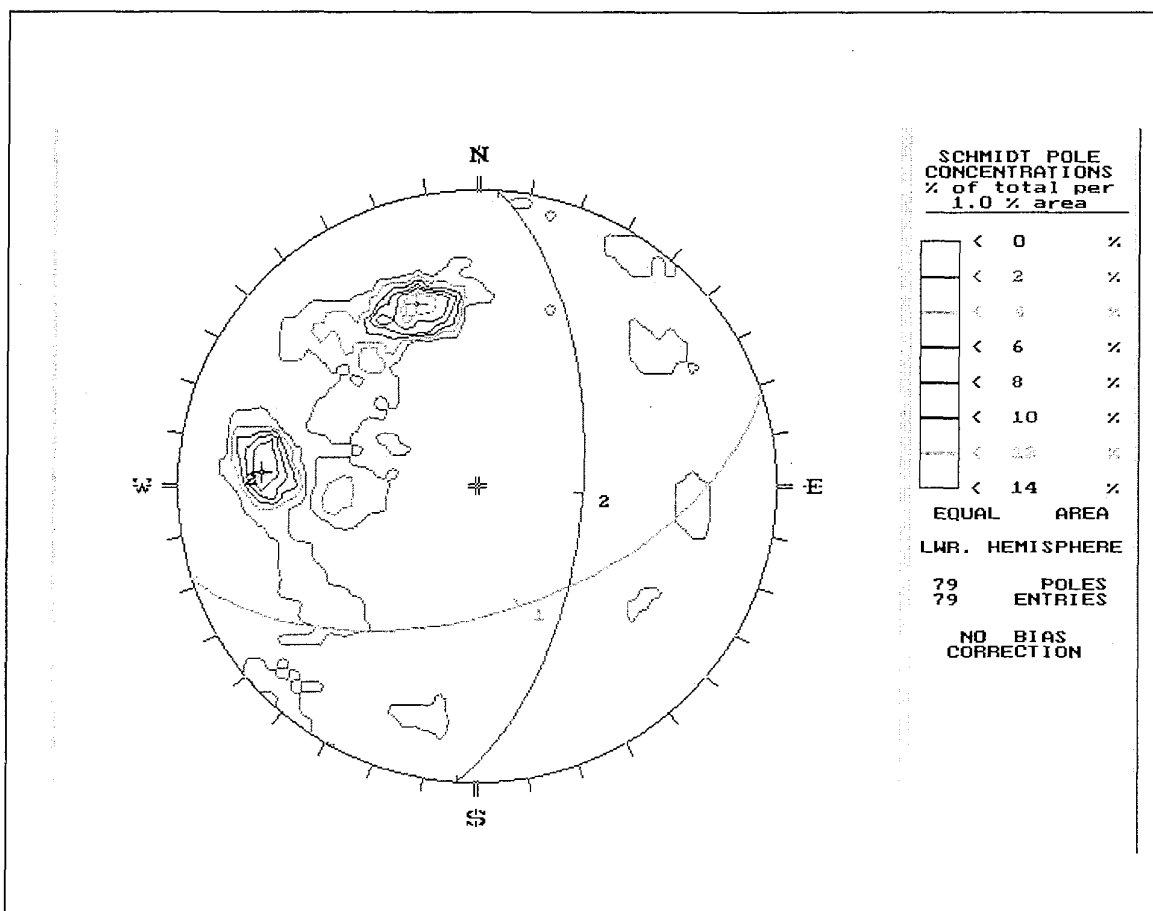 N
SCHMIDT POLE
CONCENTRATIONS
% of total per
1.0 % area
< 0 %
< 2 %
< %
< 6 %
< 8 %
< 10 %
< %
< 14 %
W
2
2
E
1
EQUAL AREA
LWR. HEMISPHERE
79 POLES
79 ENTRIES
NO BIAS
CORRECTION
S